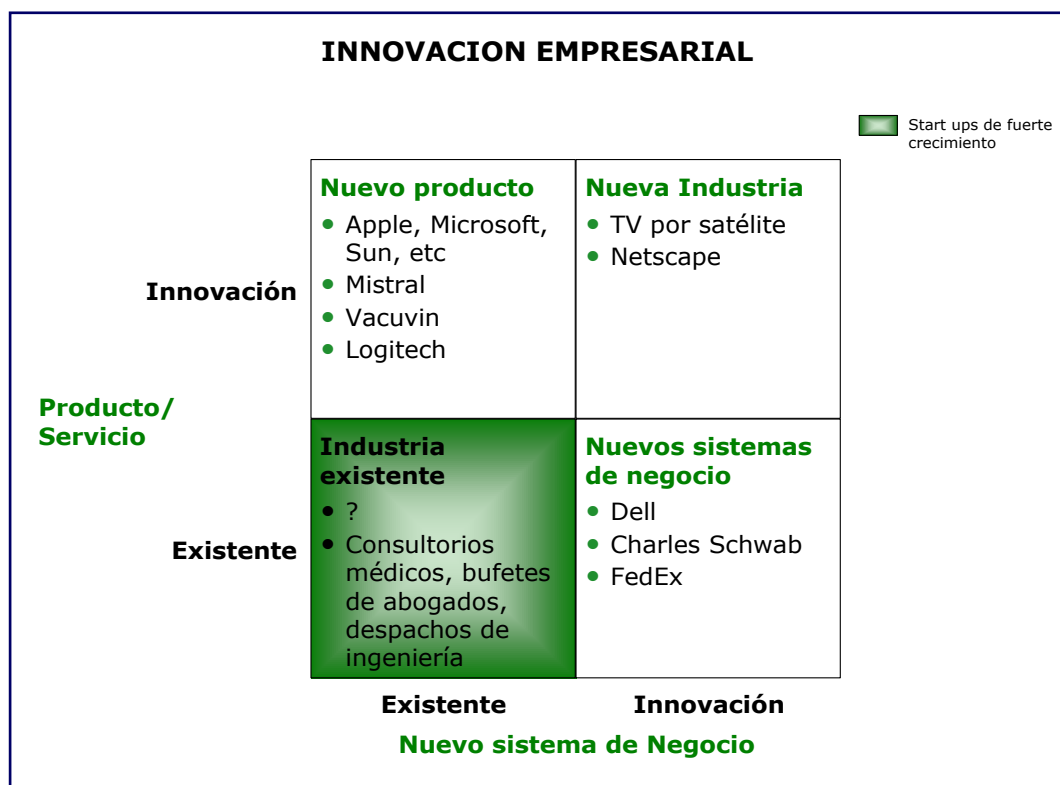 INNOVACION EMPRESARIAL
Start ups de fuerte
crecimiento
Nuevo producto
• Apple, Microsoft,
Sun, etc
• Mistral
• Vacuvin
• Logitech
Nueva Industria
• TV por satélite
• Netscape
Innovación
Producto/
Servicio
Industria
existente
• ?
• Consultorios
médicos, bufetes
de abogados,
despachos de
ingeniería
Nuevos sistemas
de negocio
• Dell
• Charles Schwab
• FedEx
Existente
Existente
Innovación
Nuevo sistema de Negocio